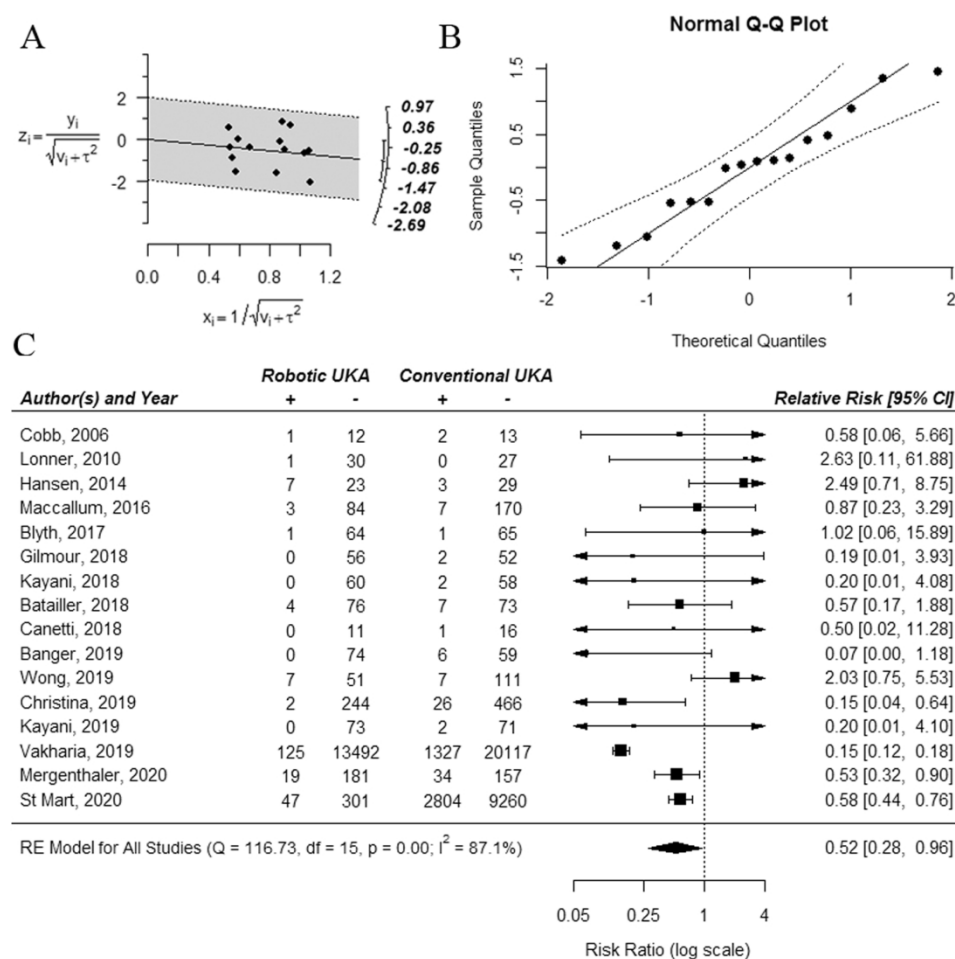 A
B
Normal Q-Q Plot
2
0
-2
zᵢ = yᵢ / √vᵢ+τ²
0.97
0.36
-0.25
-0.86
-1.47
-2.08
-2.69
0.0 0.4 0.8 1.2
xᵢ = 1/√vᵢ+τ²
Sample Quantiles
1.5
0.5
-0.5
-1.5
-2 -1 0 1 2
Theoretical Quantiles
C
Robotic UKA Conventional UKA
Author(s) and Year + - + - Relative Risk [95% CI]
Cobb, 2006 1 12 2 13 0.58 [0.06, 5.66]
Lonner, 2010 1 30 0 27 2.63 [0.11, 61.88]
Hansen, 2014 7 23 3 29 2.49 [0.71, 8.75]
Maccallum, 2016 3 84 7 170 0.87 [0.23, 3.29]
Blyth, 2017 1 64 1 65 1.02 [0.06, 15.89]
Gilmour, 2018 0 56 2 52 0.19 [0.01, 3.93]
Kayani, 2018 0 60 2 58 0.20 [0.01, 4.08]
Batailler, 2018 4 76 7 73 0.57 [0.17, 1.88]
Canetti, 2018 0 11 1 16 0.50 [0.02, 11.28]
Banger, 2019 0 74 6 59 0.07 [0.00, 1.18]
Wong, 2019 7 51 7 111 2.03 [0.75, 5.53]
Christina, 2019 2 244 26 466 0.15 [0.04, 0.64]
Kayani, 2019 0 73 2 71 0.20 [0.01, 4.10]
Vakharia, 2019 125 13492 1327 20117 0.15 [0.12, 0.18]
Mergenthaler, 2020 19 181 34 157 0.53 [0.32, 0.90]
St Mart, 2020 47 301 2804 9260 0.58 [0.44, 0.76]
RE Model for All Studies (Q = 116.73, df = 15, p = 0.00; I² = 87.1%) 0.52 [0.28, 0.96]
0.05 0.25 1 4
Risk Ratio (log scale)